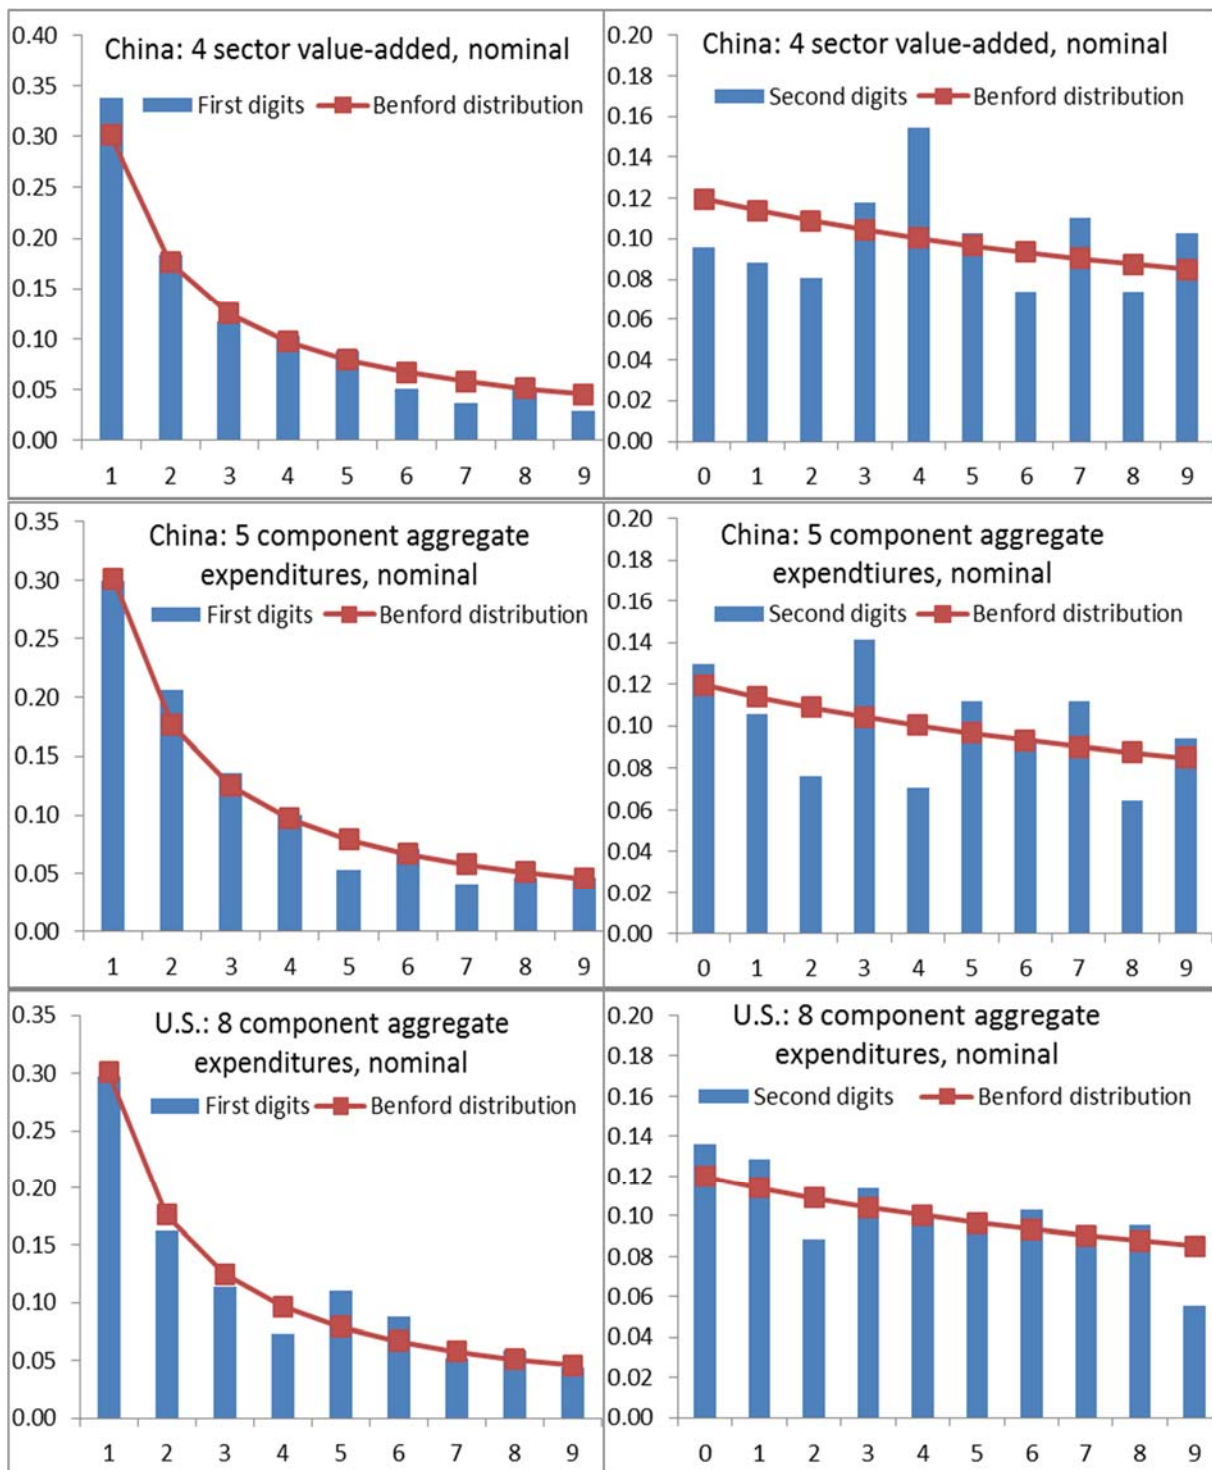 China: 4 sector value-added, nominal
First digits Benford distribution
0.40
0.35
0.30
0.25
0.20
0.15
0.10
0.05
0.00
1 2 3 4 5 6 7 8 9
China: 4 sector value-added, nominal
Second digits Benford distribution
0.20
0.18
0.16
0.14
0.12
0.10
0.08
0.06
0.04
0.02
0.00
0 1 2 3 4 5 6 7 8 9
China: 5 component aggregate
expenditures, nominal
First digits Benford distribution
0.35
0.30
0.25
0.20
0.15
0.10
0.05
0.00
1 2 3 4 5 6 7 8 9
China: 5 component aggregate
expendtiures, nominal
Second digits Benford distribution
0.20
0.18
0.16
0.14
0.12
0.10
0.08
0.06
0.04
0.02
0.00
0 1 2 3 4 5 6 7 8 9
U.S.: 8 component aggregate
expenditures, nominal
First digits Benford distribution
0.35
0.30
0.25
0.20
0.15
0.10
0.05
0.00
1 2 3 4 5 6 7 8 9
U.S.: 8 component aggregate
expenditures, nominal
Second digits Benford distribution
0.20
0.18
0.16
0.14
0.12
0.10
0.08
0.06
0.04
0.02
0.00
0 1 2 3 4 5 6 7 8 9